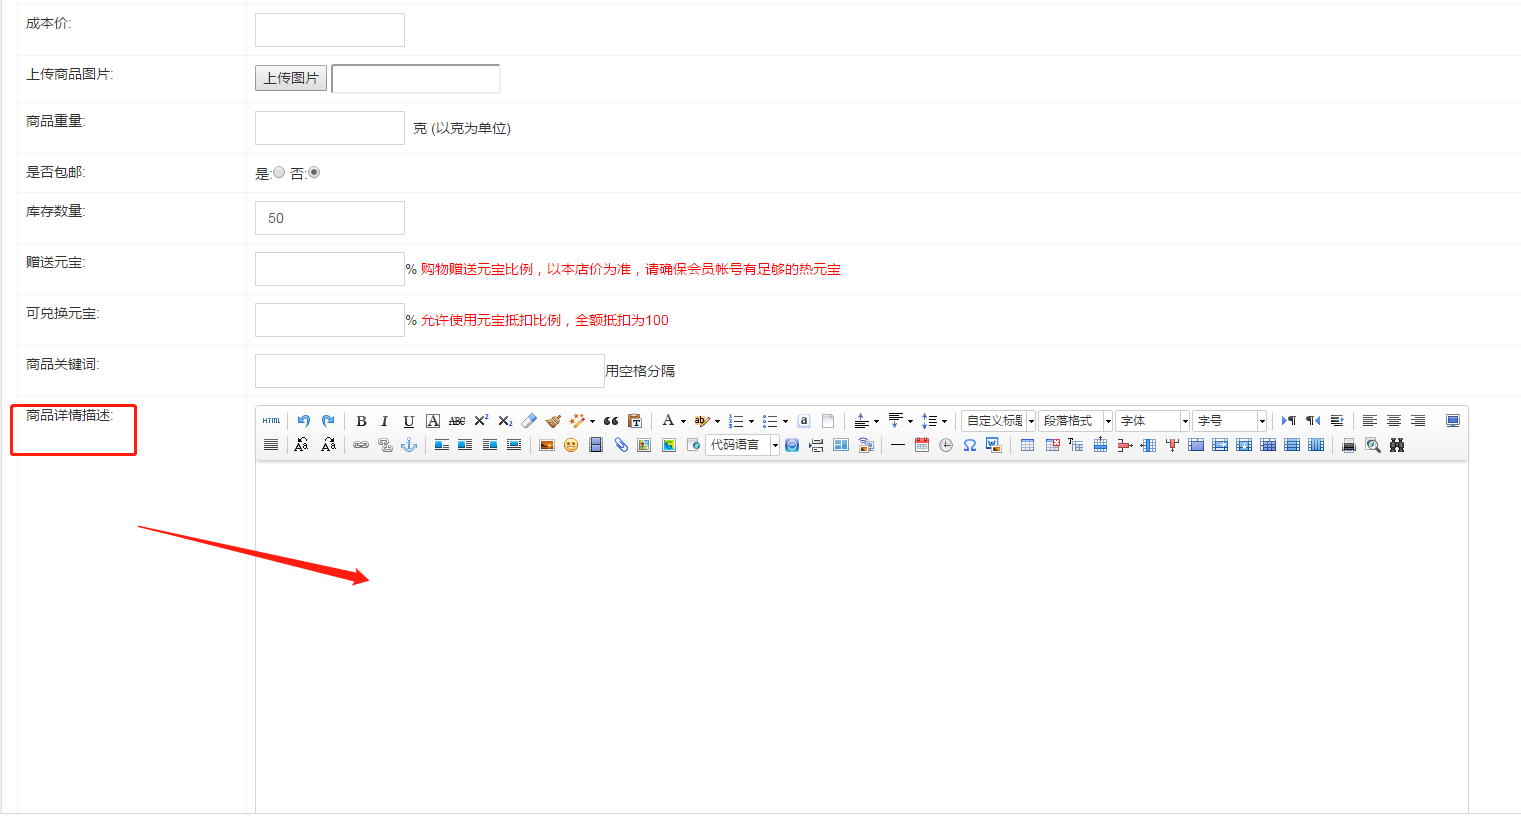 成本价:
上传商品图片: 上传图片
商品重量: 克 (以克为单位)
是否包邮: 是: 否:
库存数量: 50
赠送元宝: % 购物赠送元宝比例，以本店价为准，请确保会员帐号有足够的热元宝
可兑换元宝: % 允许使用元宝抵扣比例，全额抵扣为100
商品关键词: 用空格分隔
商品详情描述: HTML B I U A ABC X² X₂ A ab a 自定义标题 段落格式 字体 字号
代码语言